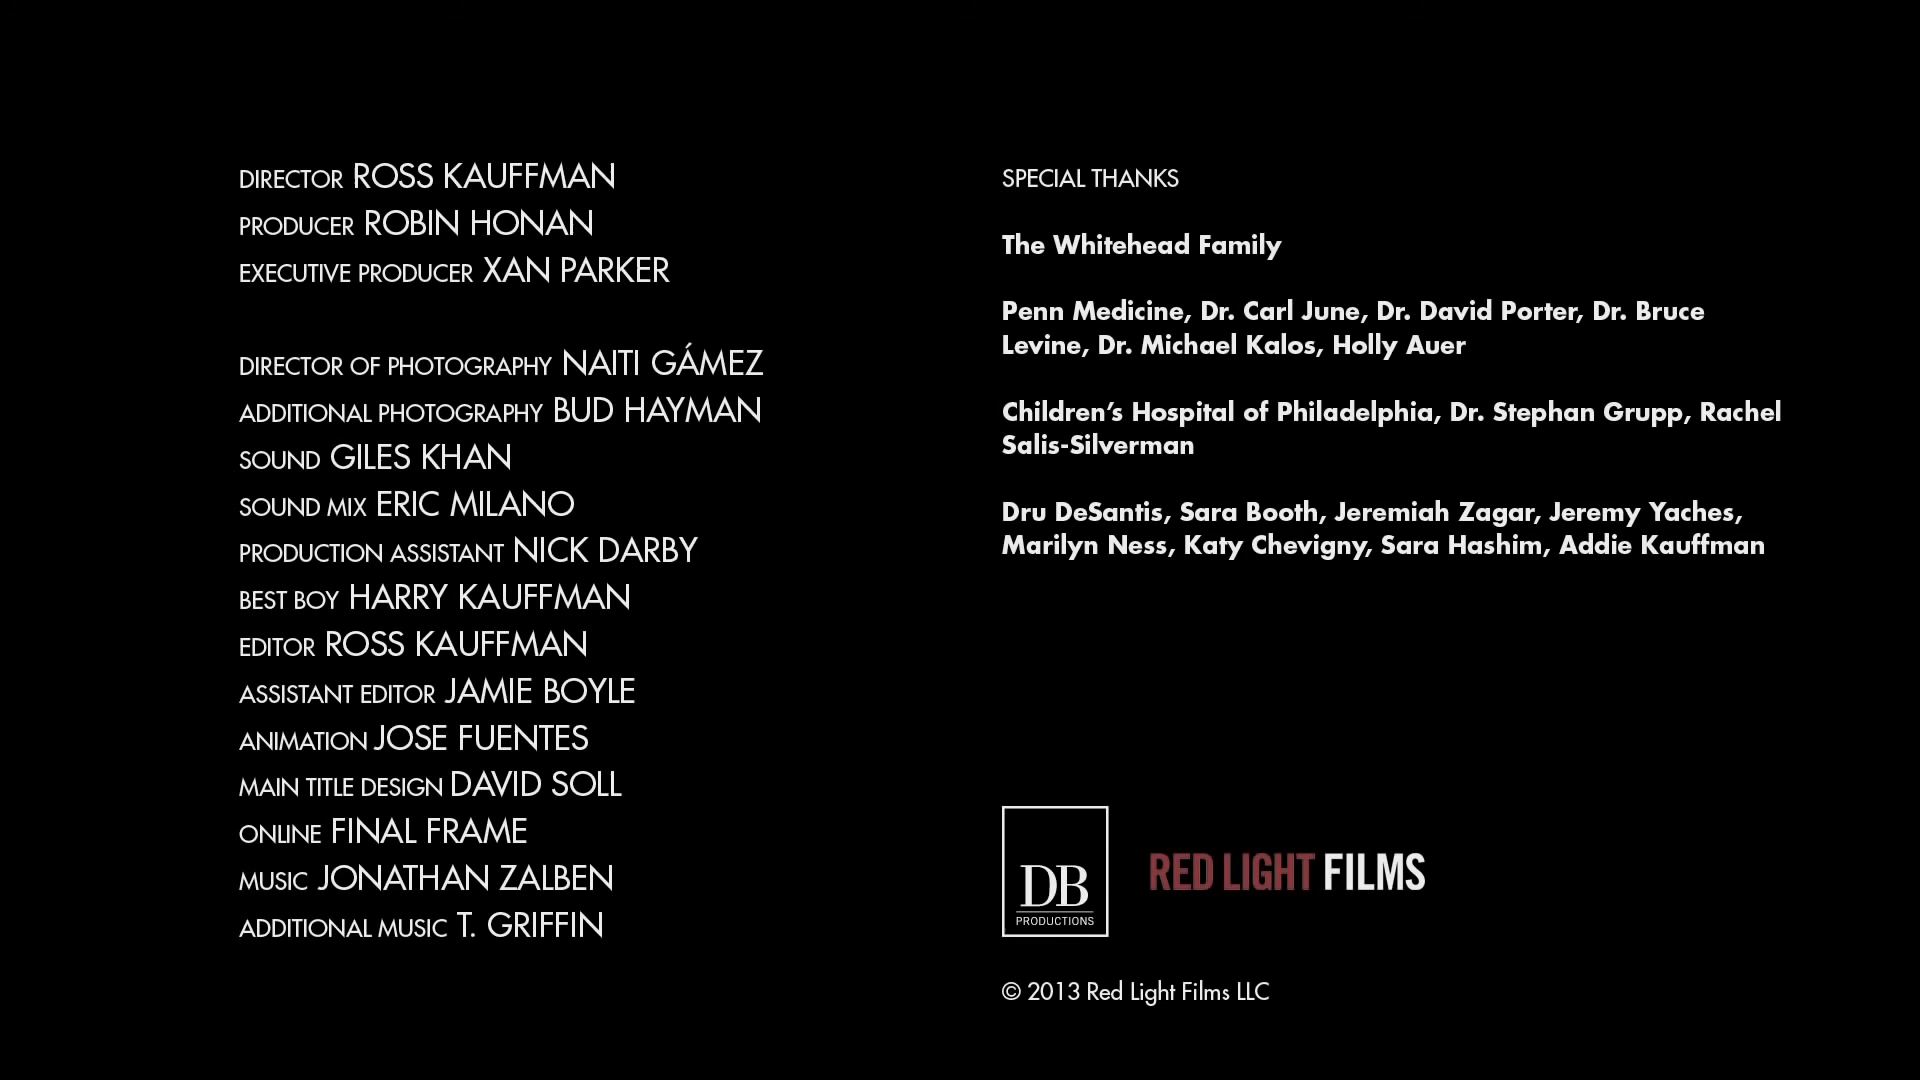 DIRECTOR ROSS KAUFFMAN
PRODUCER ROBIN HONAN
EXECUTIVE PRODUCER XAN PARKER
DIRECTOR OF PHOTOGRAPHY NAITI GÁMEZ
ADDITIONAL PHOTOGRAPHY BUD HAYMAN
SOUND GILES KHAN
SOUND MIX ERIC MILANO
PRODUCTION ASSISTANT NICK DARBY
BEST BOY HARRY KAUFFMAN
EDITOR ROSS KAUFFMAN
ASSISTANT EDITOR JAMIE BOYLE
ANIMATION JOSE FUENTES
MAIN TITLE DESIGN DAVID SOLL
ONLINE FINAL FRAME
MUSIC JONATHAN ZALBEN
ADDITIONAL MUSIC T. GRIFFIN
SPECIAL THANKS
The Whitehead Family
Penn Medicine, Dr. Carl June, Dr. David Porter, Dr. Bruce
Levine, Dr. Michael Kalos, Holly Auer
Children’s Hospital of Philadelphia, Dr. Stephan Grupp, Rachel
Salis-Silverman
Dru DeSantis, Sara Booth, Jeremiah Zagar, Jeremy Yaches,
Marilyn Ness, Katy Chevigny, Sara Hashim, Addie Kauffman
DB
PRODUCTIONS
RED LIGHT FILMS
© 2013 Red Light Films LLC